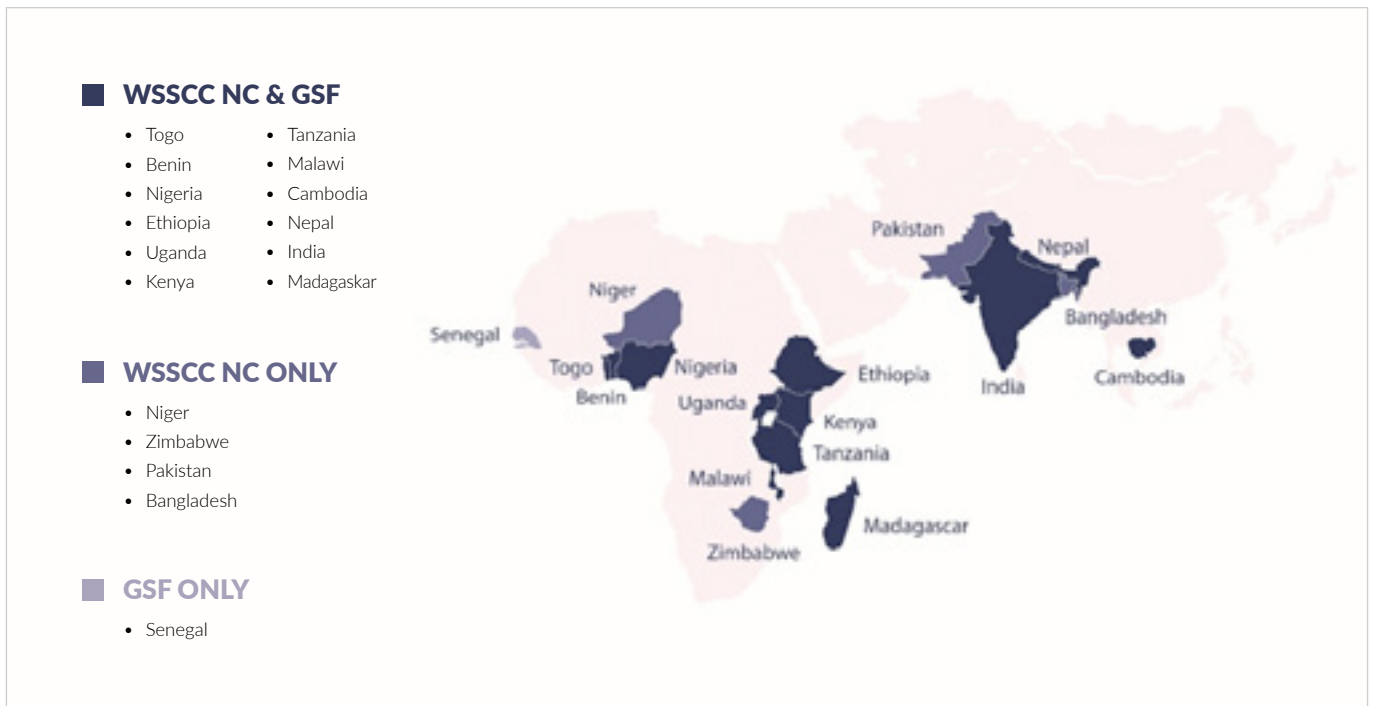 WSSCC NC & GSF
• Togo
• Benin
• Nigeria
• Ethiopia
• Uganda
• Kenya
• Tanzania
• Malawi
• Cambodia
• Nepal
• India
• Madagaskar
WSSCC NC ONLY
• Niger
• Zimbabwe
• Pakistan
• Bangladesh
GSF ONLY
• Senegal
Pakistan
Nepal
Niger
Bangladesh
Senegal
Togo
Nigeria
Ethiopia
India
Cambodia
Benin
Uganda
Kenya
Tanzania
Malawi
Madagascar
Zimbabwe